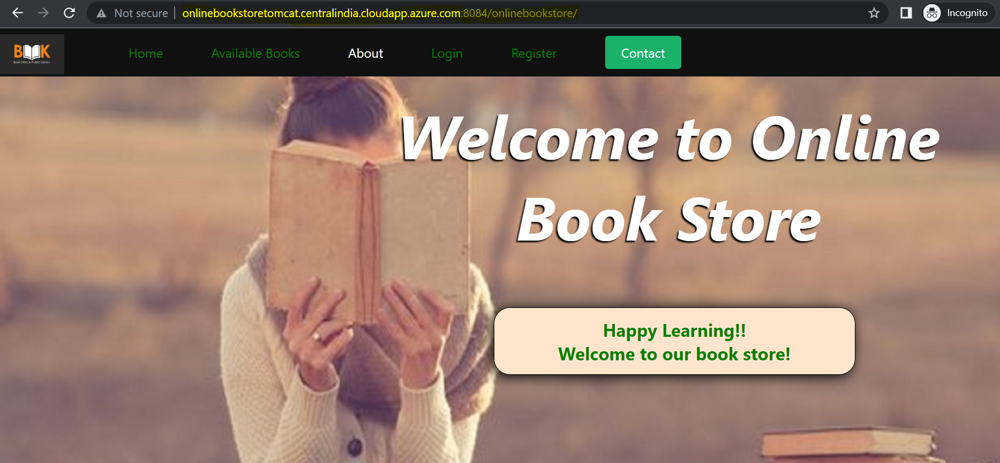 Not secure | onlinebookstoretomcat.centralindia.cloudapp.azure.com:8084/onlinebookstore/ Incognito
BOOK
Book Store & Public Library
Home Available Books About Login Register Contact
Welcome to Online
Book Store
Happy Learning!!
Welcome to our book store!